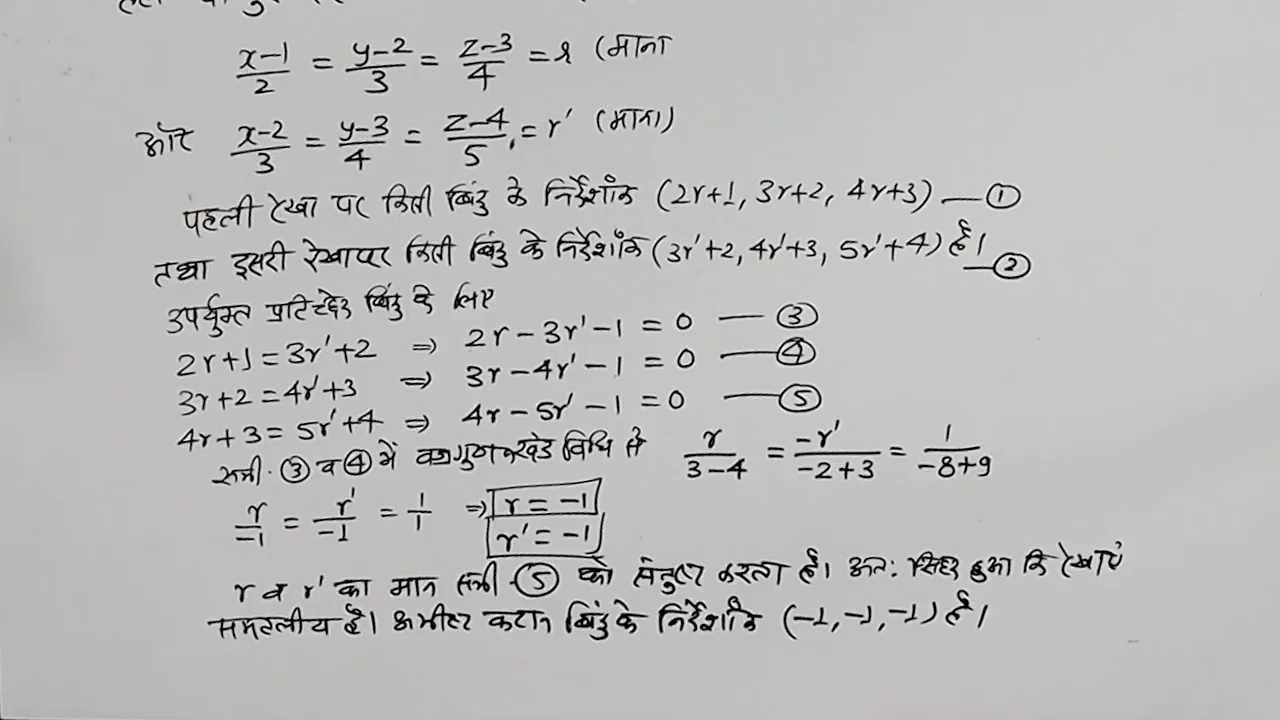 (x-1)/2 = (y-2)/3 = (z-3)/4 = r (माना
और (x-2)/3 = (y-3)/4 = (z-4)/5 = r' (माना)
पहली रेखा पर किसी बिंदु के निर्देशाँक (2r+1, 3r+2, 4r+3) — ①
तथा दूसरी रेखा पर किसी बिंदु के निर्देशाँक (3r'+2, 4r'+3, 5r'+4) है। — ②
उपर्युक्त प्रतिच्छेद बिंदु के लिए
2r+1 = 3r'+2 ⇒ 2r-3r'-1 = 0 — ③
3r+2 = 4r'+3 ⇒ 3r-4r'-1 = 0 — ④
4r+3 = 5r'+4 ⇒ 4r-5r'-1 = 0 — ⑤
समी. ③ व ④ में वज्रगुणनखंड विधि से r/(3-4) = -r'/(-2+3) = 1/(-8+9)
r/-1 = r'/-1 = 1/1 ⇒ r = -1
r' = -1
r व r' का मान समी. ⑤ को संतुष्ट करता है। अत: सिद्ध हुआ कि रेखाएं
समतलीय है। अभीष्ट कटान बिंदु के निर्देशाँक (-1, -1, -1) है।